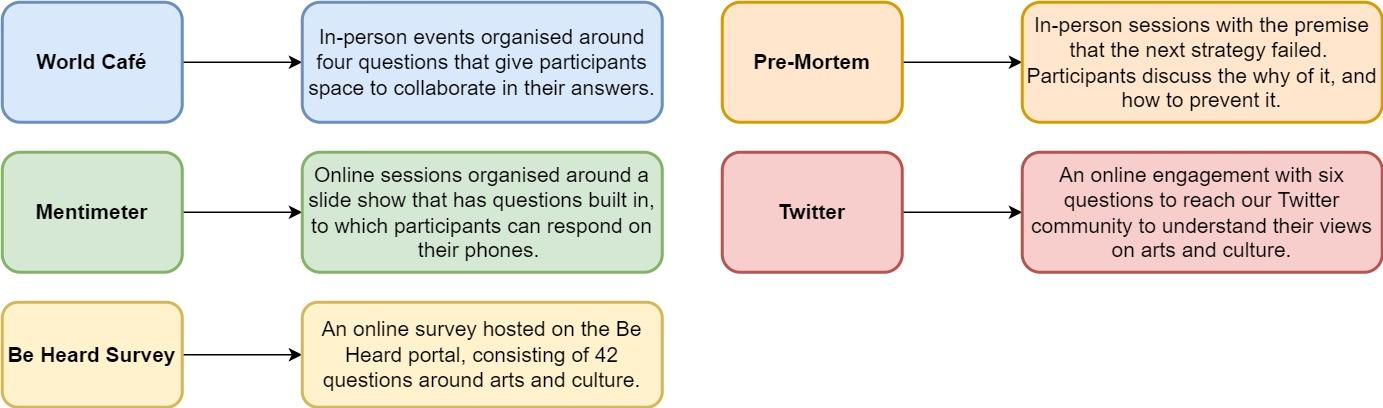 World Café
In-person events organised around
four questions that give participants
space to collaborate in their answers.
Pre-Mortem
In-person sessions with the premise
that the next strategy failed.
Participants discuss the why of it, and
how to prevent it.
Mentimeter
Online sessions organised around a
slide show that has questions built in,
to which participants can respond on
their phones.
Twitter
An online engagement with six
questions to reach our Twitter
community to understand their views
on arts and culture.
Be Heard Survey
An online survey hosted on the Be
Heard portal, consisting of 42
questions around arts and culture.